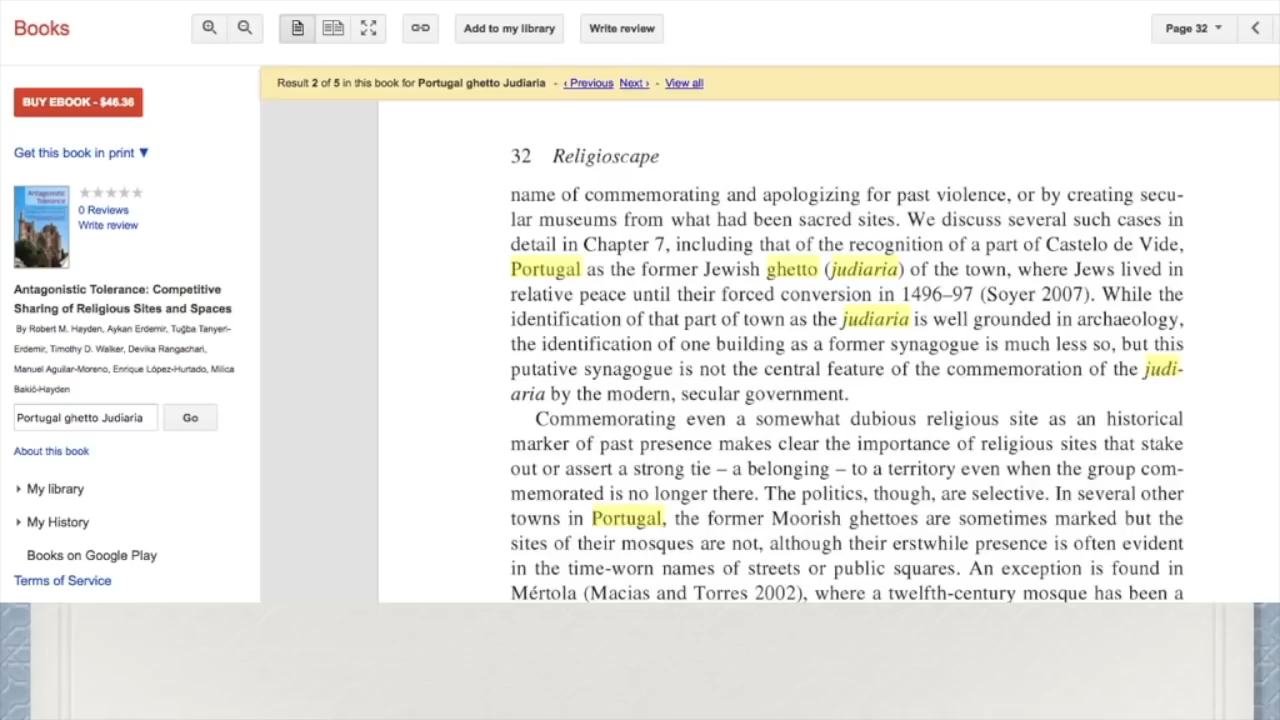 Books
Add to my library
Write review
Page 32
Result 2 of 5 in this book for Portugal ghetto Judiaria - ‹ Previous Next › - View all
BUY EBOOK - $46.36
Get this book in print ▼
Antagonistic
Tolerance
0 Reviews
Write review
Antagonistic Tolerance: Competitive
Sharing of Religious Sites and Spaces
By Robert M. Hayden, Aykan Erdemir, Tuğba Tanyeri-
Erdemir, Timothy D. Walker, Devika Rangachari,
Manuel Aguilar-Moreno, Enrique López-Hurtado, Milica
Bakić-Hayden
Portugal ghetto Judiaria
Go
About this book
My library
My History
Books on Google Play
Terms of Service
32 Religioscape
name of commemorating and apologizing for past violence, or by creating secu-
lar museums from what had been sacred sites. We discuss several such cases in
detail in Chapter 7, including that of the recognition of a part of Castelo de Vide,
Portugal as the former Jewish ghetto (judiaria) of the town, where Jews lived in
relative peace until their forced conversion in 1496–97 (Soyer 2007). While the
identification of that part of town as the judiaria is well grounded in archaeology,
the identification of one building as a former synagogue is much less so, but this
putative synagogue is not the central feature of the commemoration of the judi-
aria by the modern, secular government.
Commemorating even a somewhat dubious religious site as an historical
marker of past presence makes clear the importance of religious sites that stake
out or assert a strong tie – a belonging – to a territory even when the group com-
memorated is no longer there. The politics, though, are selective. In several other
towns in Portugal, the former Moorish ghettoes are sometimes marked but the
sites of their mosques are not, although their erstwhile presence is often evident
in the time-worn names of streets or public squares. An exception is found in
Mértola (Macias and Torres 2002), where a twelfth-century mosque has been a